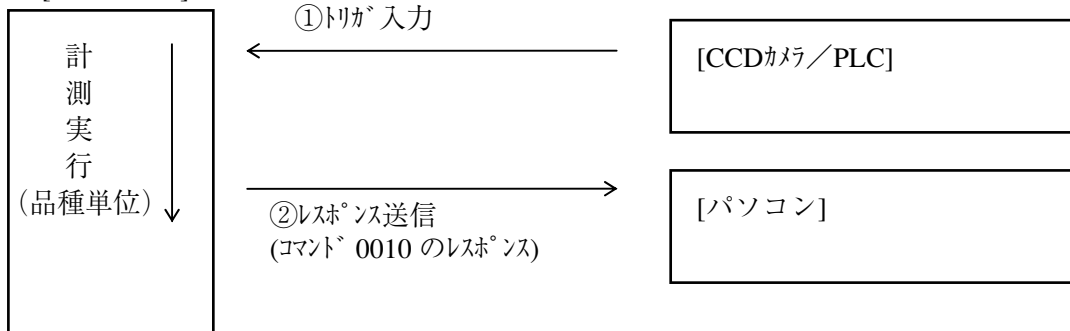 ①ﾄﾘｶﾞ入力
計
測
実
行
(品種単位)
[CCDｶﾒﾗ／PLC]
②ﾚｽﾎﾟﾝｽ送信
(ｺﾏﾝﾄﾞ 0010 のﾚｽﾎﾟﾝｽ)
[パソコン]